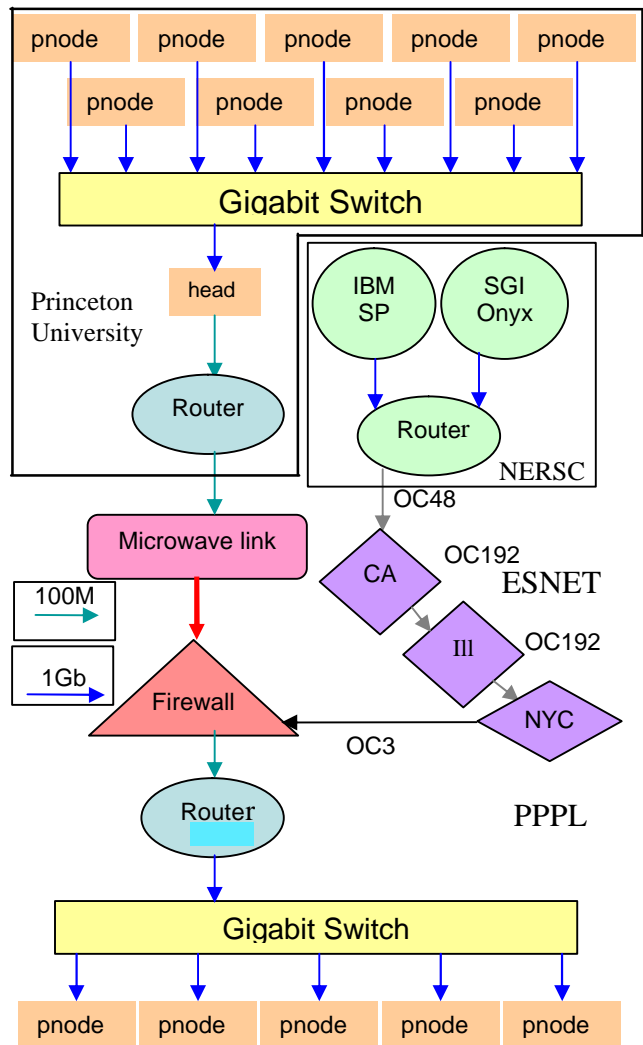 pnode pnode pnode pnode pnode
pnode pnode pnode pnode
Gigabit Switch
head
Princeton
University
Router
IBM
SP
SGI
Onyx
Router
NERSC
OC48
Microwave link
CA
OC192
ESNET
100M
Ill
OC192
1Gb
Firewall
NYC
OC3
Router
PPPL
Gigabit Switch
pnode pnode pnode pnode pnode